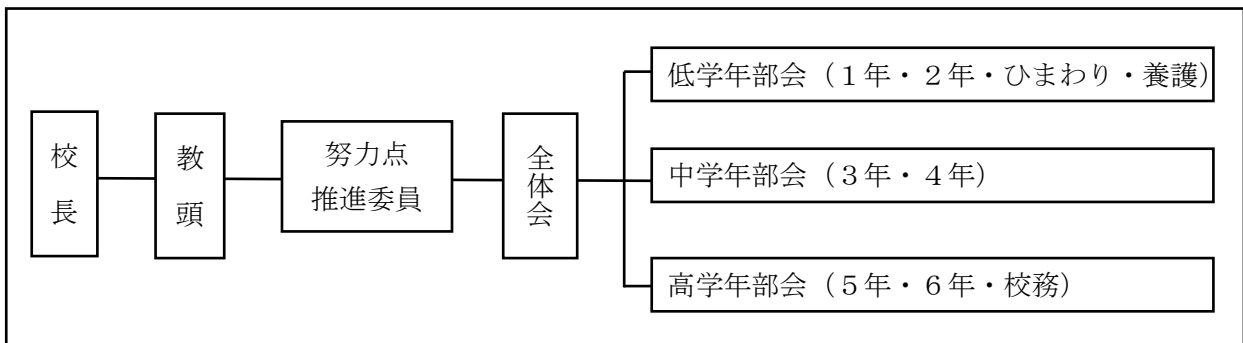 校長
教頭
努力点
推進委員
全体会
低学年部会（１年・２年・ひまわり・養護）
中学年部会（３年・４年）
高学年部会（５年・６年・校務）